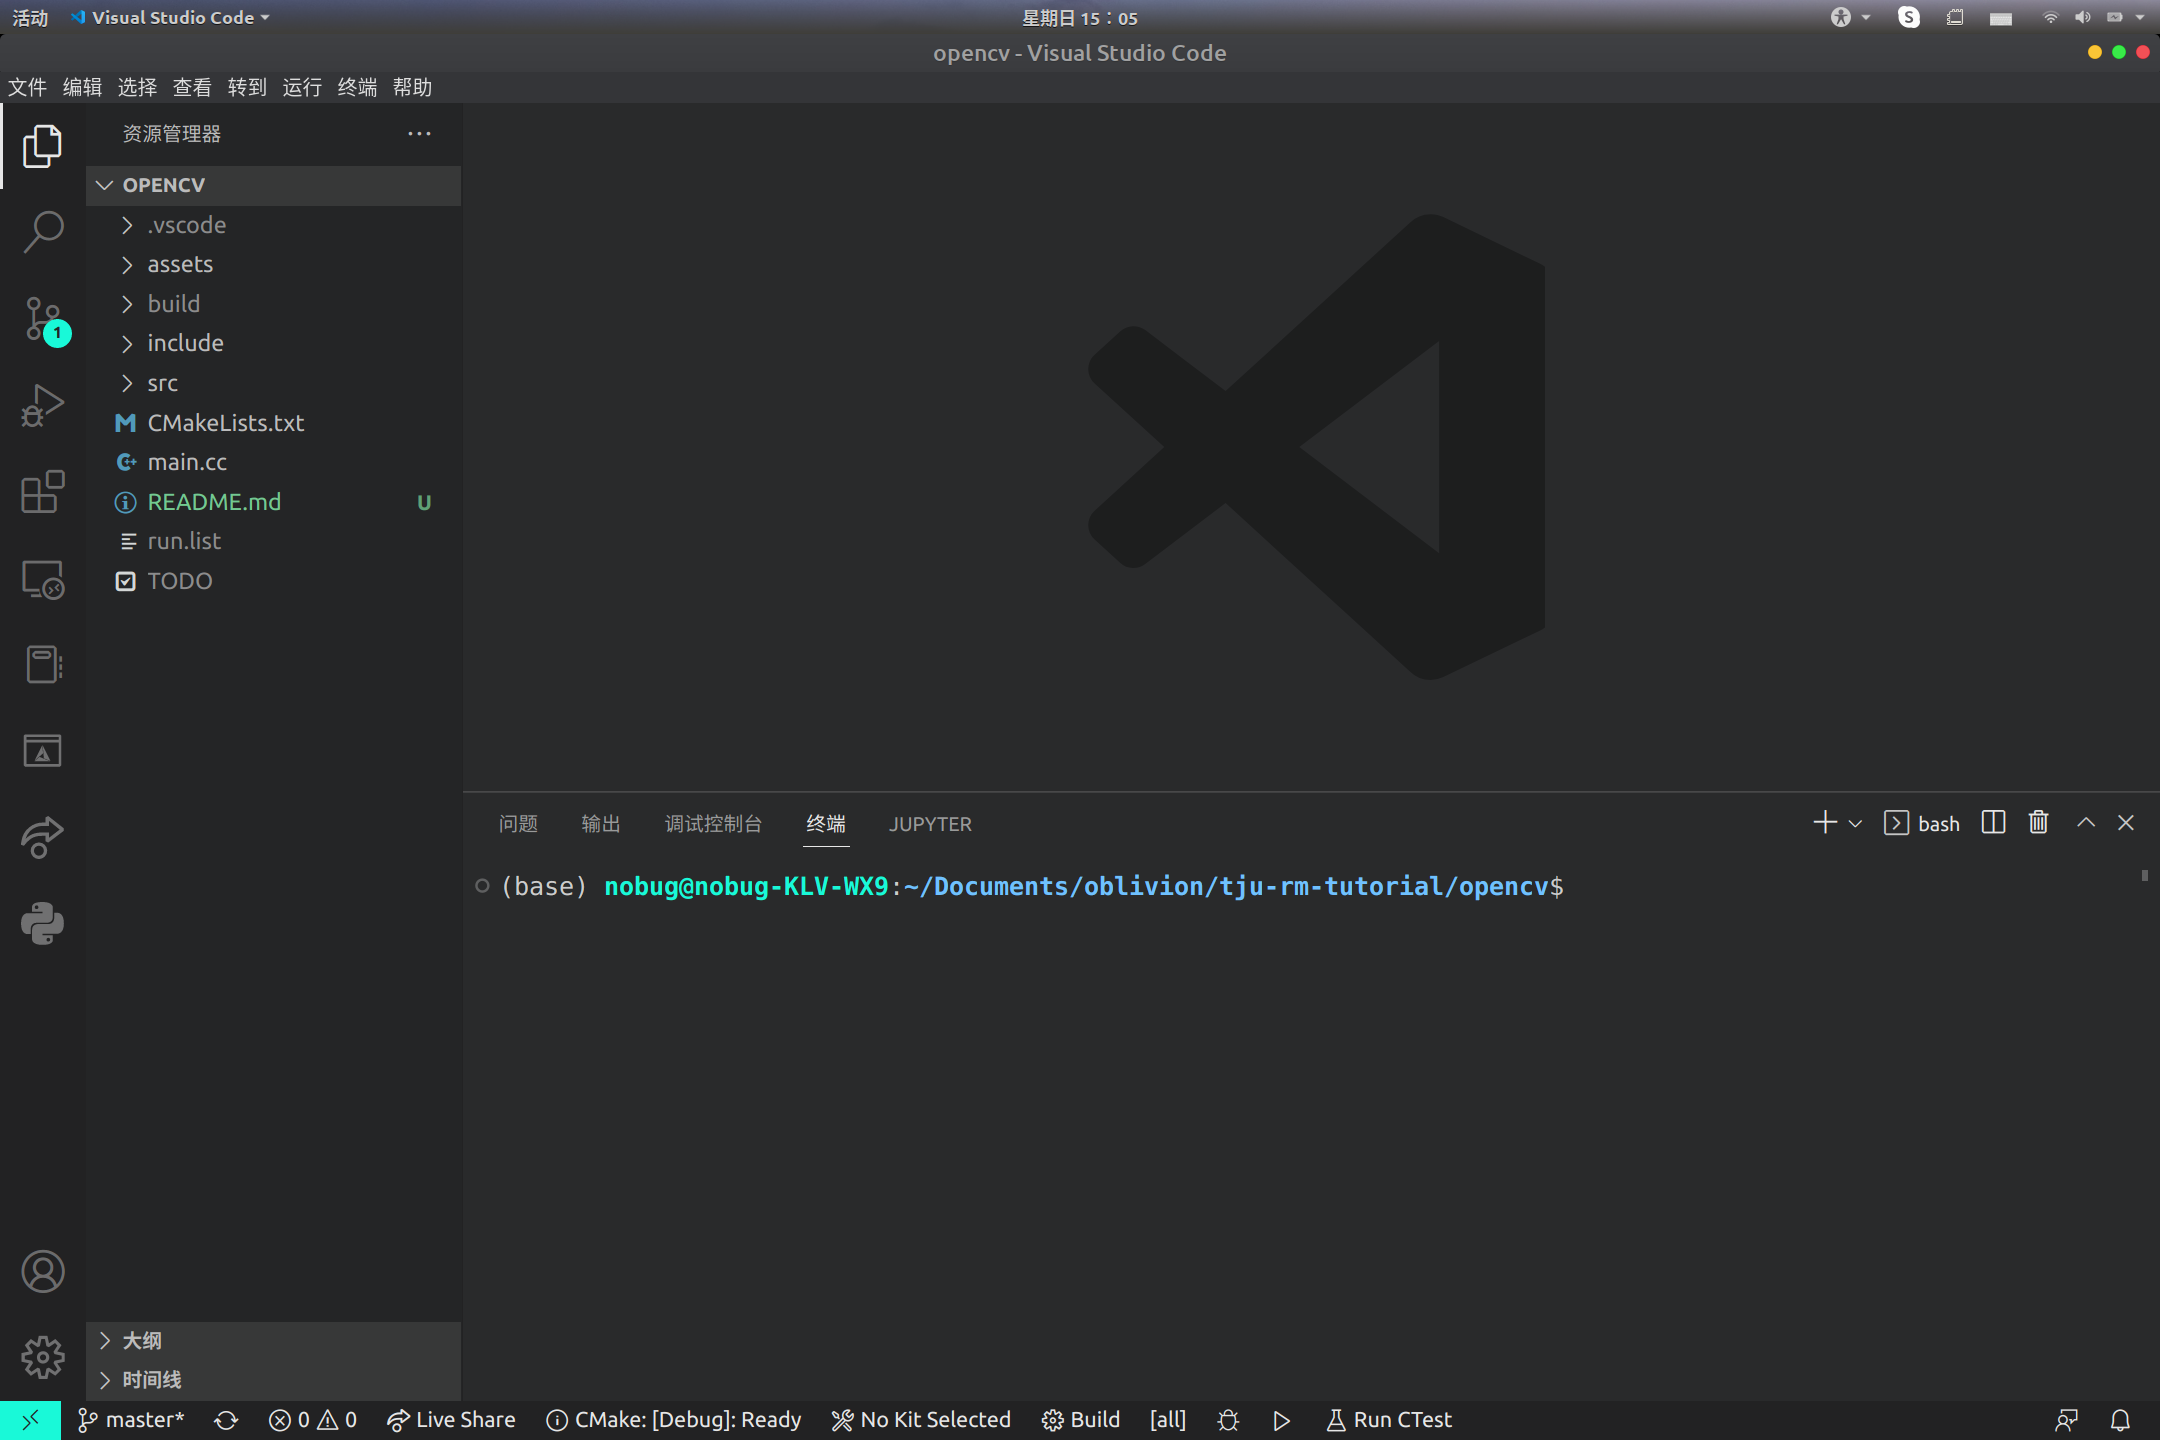 活动 Visual Studio Code 星期日 15：05
opencv - Visual Studio Code
文件 编辑 选择 查看 转到 运行 终端 帮助
资源管理器
OPENCV
.vscode
assets
build
include
src
CMakeLists.txt
main.cc
README.md U
run.list
TODO
1
大纲
时间线
问题 输出 调试控制台 终端 JUPYTER bash
(base) nobug@nobug-KLV-WX9:~/Documents/oblivion/tju-rm-tutorial/opencv$
master* 0 0 Live Share CMake: [Debug]: Ready No Kit Selected Build [all] Run CTest